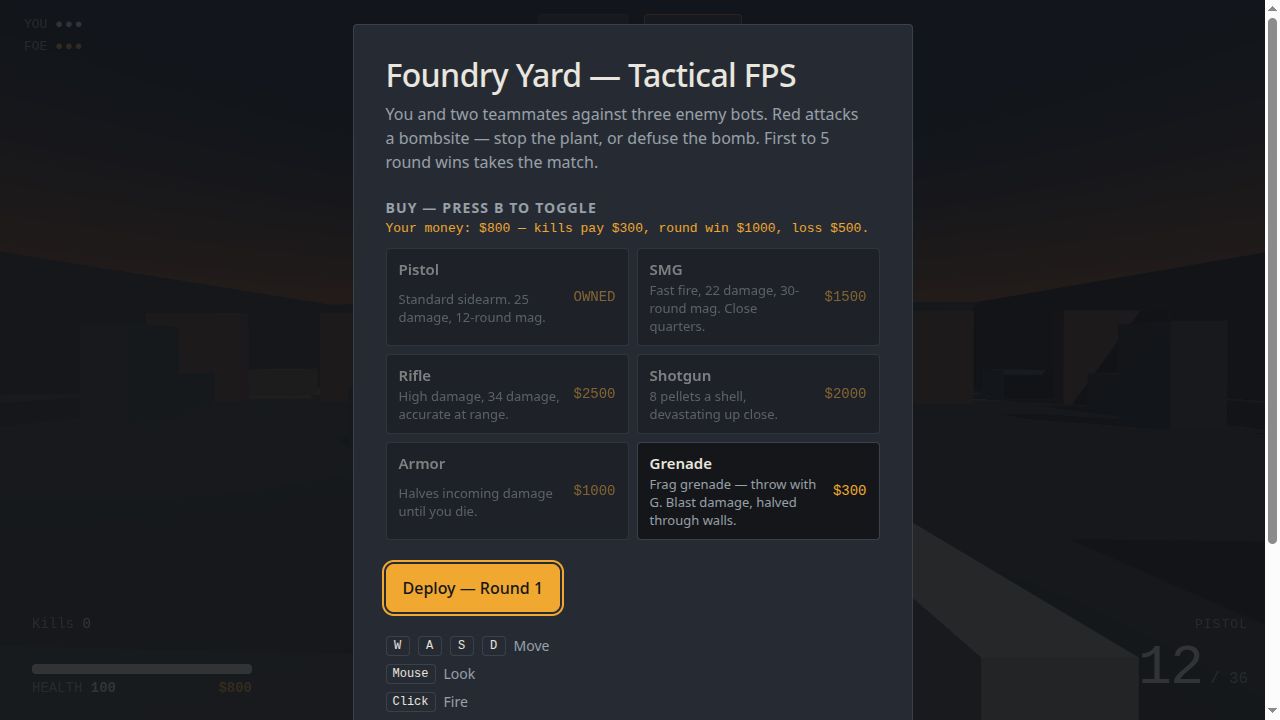 YOU ●●●
FOE ●●●
Foundry Yard — Tactical FPS
You and two teammates against three enemy bots. Red attacks
a bombsite — stop the plant, or defuse the bomb. First to 5
round wins takes the match.
BUY — PRESS B TO TOGGLE
Your money: $800 — kills pay $300, round win $1000, loss $500.
Pistol
Standard sidearm. 25
damage, 12-round mag.
OWNED
SMG
Fast fire, 22 damage, 30-
round mag. Close
quarters.
$1500
Rifle
High damage, 34 damage,
accurate at range.
$2500
Shotgun
8 pellets a shell,
devastating up close.
$2000
Armor
Halves incoming damage
until you die.
$1000
Grenade
Frag grenade — throw with
G. Blast damage, halved
through walls.
$300
Deploy — Round 1
W A S D Move
Mouse Look
Click Fire
Kills 0
HEALTH 100 $800
PISTOL
12 / 36